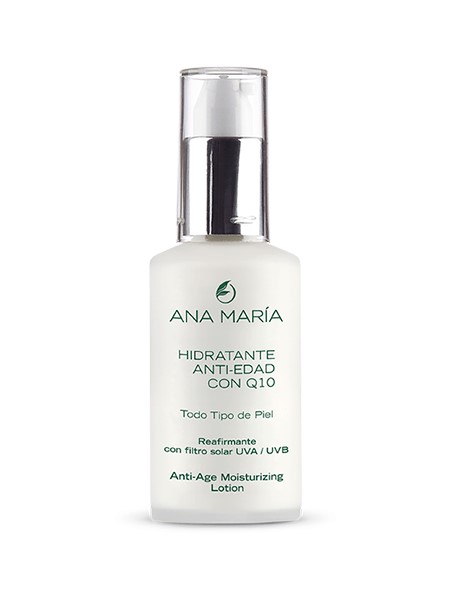 ANA MARÍA
HIDRATANTE
ANTI-EDAD
CON Q10
Todo Tipo de Piel
Reafirmante
con filtro solar UVA / UVB
Anti-Age Moisturizing
Lotion